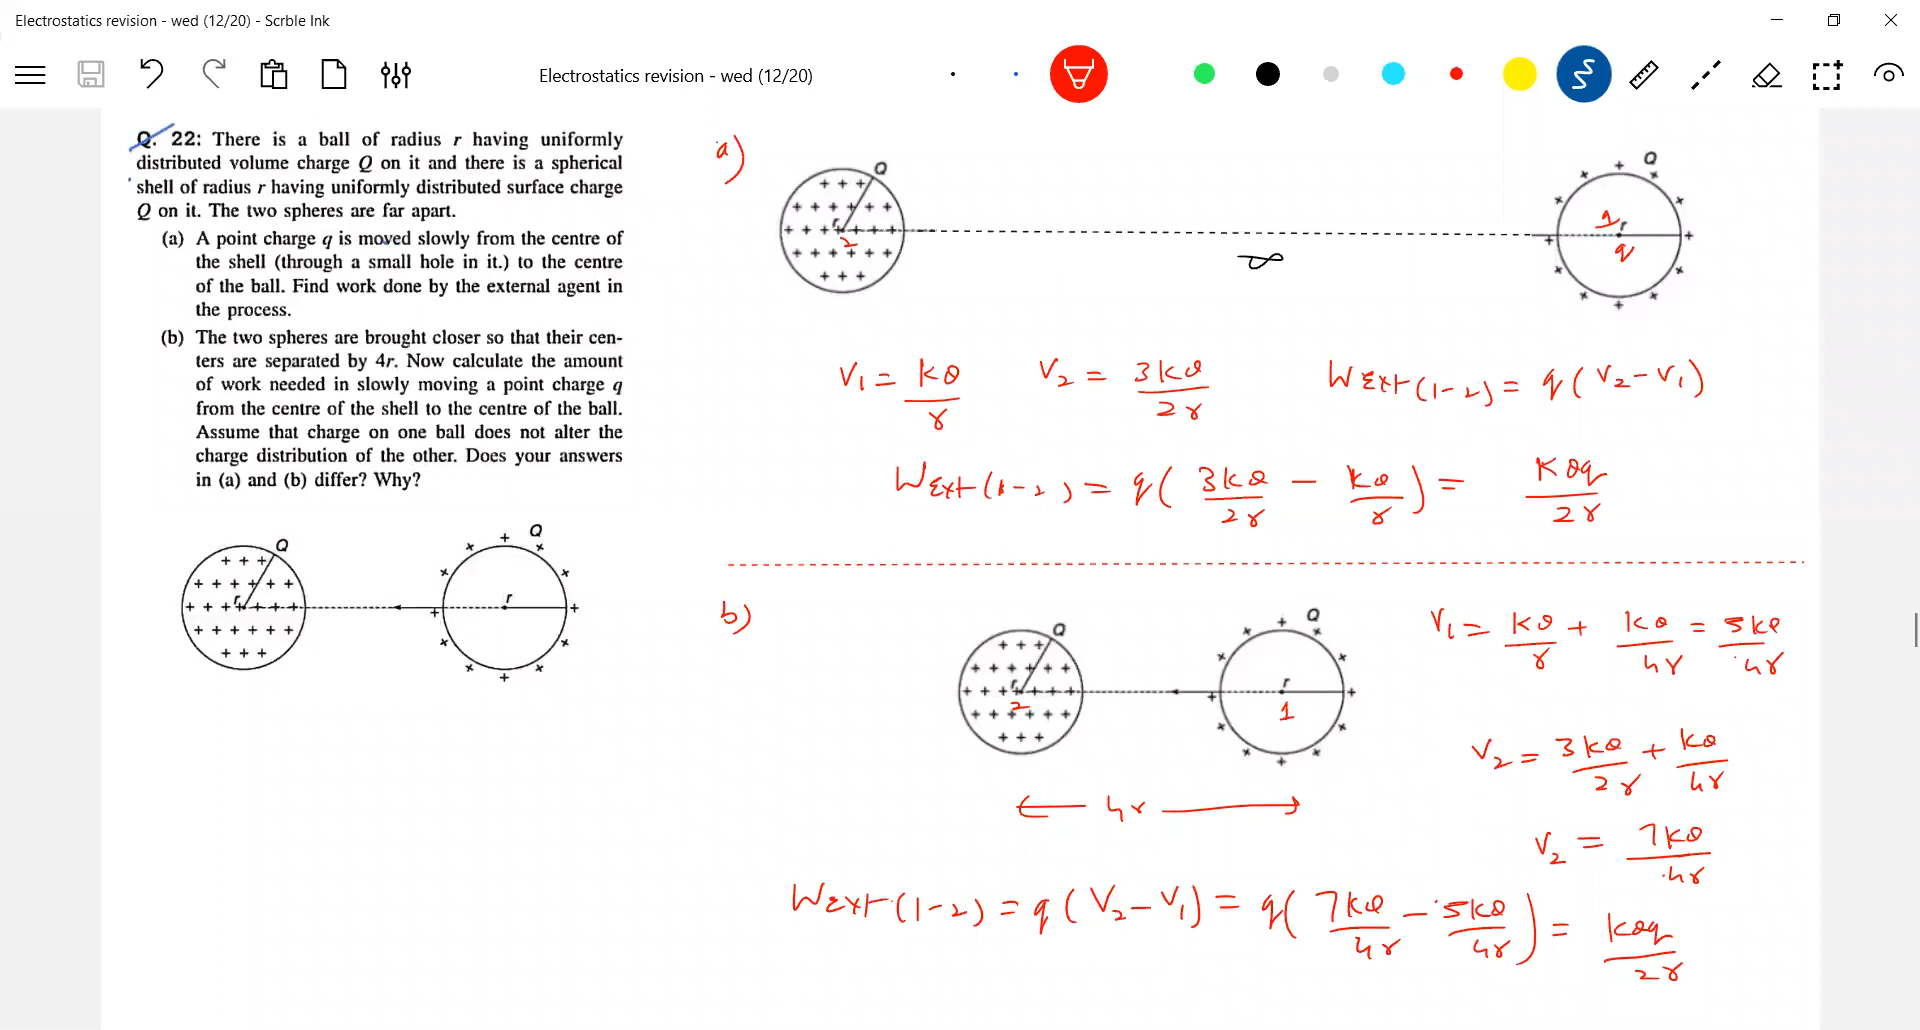 Electrostatics revision - wed (12/20) - Scrble Ink
Electrostatics revision - wed (12/20)
Q. 22: There is a ball of radius r having uniformly
distributed volume charge Q on it and there is a spherical
shell of radius r having uniformly distributed surface charge
Q on it. The two spheres are far apart.
(a) A point charge q is moved slowly from the centre of
the shell (through a small hole in it.) to the centre
of the ball. Find work done by the external agent in
the process.
(b) The two spheres are brought closer so that their cen-
ters are separated by 4r. Now calculate the amount
of work needed in slowly moving a point charge q
from the centre of the shell to the centre of the ball.
Assume that charge on one ball does not alter the
charge distribution of the other. Does your answers
in (a) and (b) differ? Why?
Q r Q r
a)
Q r 2 ∞ Q 1 r q
V₁ = KQ/r V₂ = 3KQ/2r W Ext (1-2) = q(V₂ - V₁)
W Ext (1-2) = q(3KQ/2r - KQ/r) = KQq/2r
b)
Q r 2 Q r 1
4r
V₁ = KQ/r + KQ/4r = 5KQ/4r
V₂ = 3KQ/2r + KQ/4r
V₂ = 7KQ/4r
W Ext (1-2) = q(V₂ - V₁) = q(7KQ/4r - 5KQ/4r) = KQq/2r